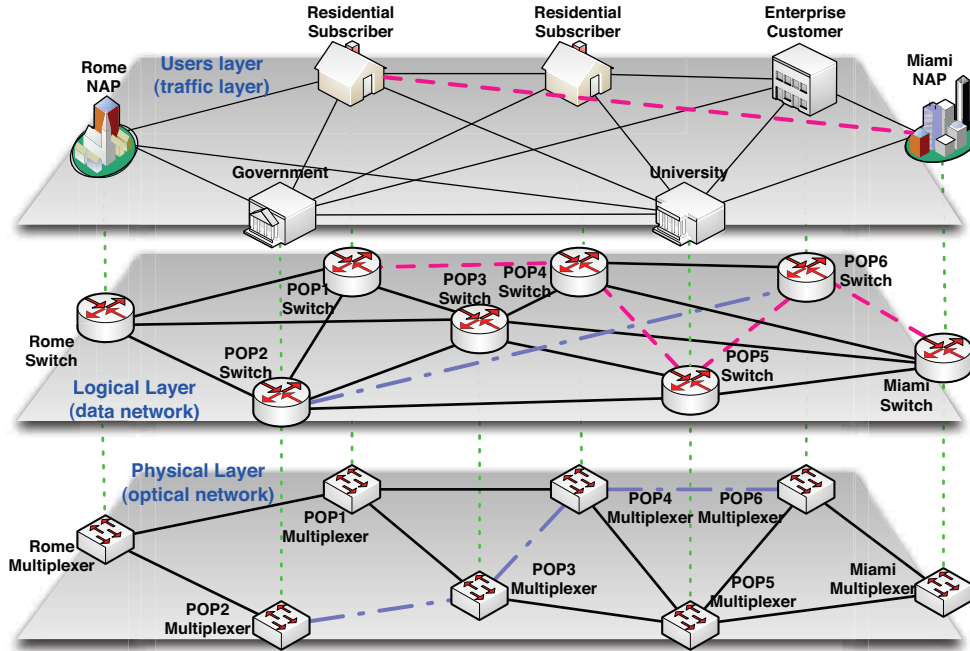 Residential
Subscriber
Residential
Subscriber
Enterprise
Customer
Rome
NAP
Users layer
(traffic layer)
Miami
NAP
Government
University
POP1
Switch
POP3
Switch
POP4
Switch
POP6
Switch
Rome
Switch
POP2
Switch
POP5
Switch
Miami
Switch
Logical Layer
(data network)
Physical Layer
(optical network)
POP1
Multiplexer
POP4
Multiplexer
POP6
Multiplexer
Rome
Multiplexer
POP2
Multiplexer
POP3
Multiplexer
POP5
Multiplexer
Miami
Multiplexer